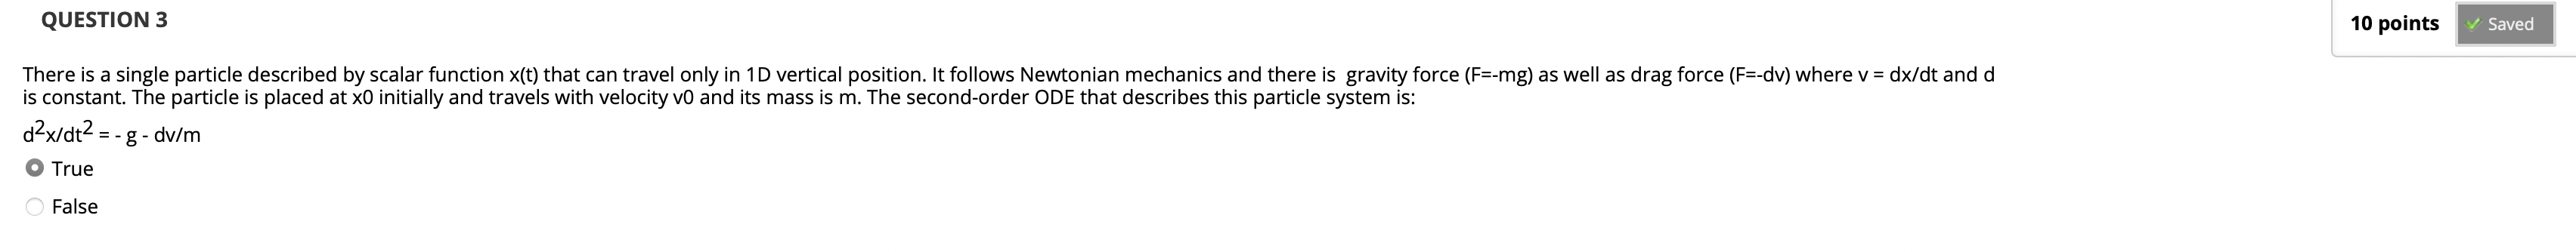 QUESTION 3
10 points
Saved
There is a single particle described by scalar function x(t) that can travel only in 1D vertical position. It follows Newtonian mechanics and there is  gravity force (F=-mg) as well as drag force (F=-dv) where v = dx/dt and d
is constant. The particle is placed at x0 initially and travels with velocity v0 and its mass is m. The second-order ODE that describes this particle system is:
d²x/dt² = - g - dv/m
True
False